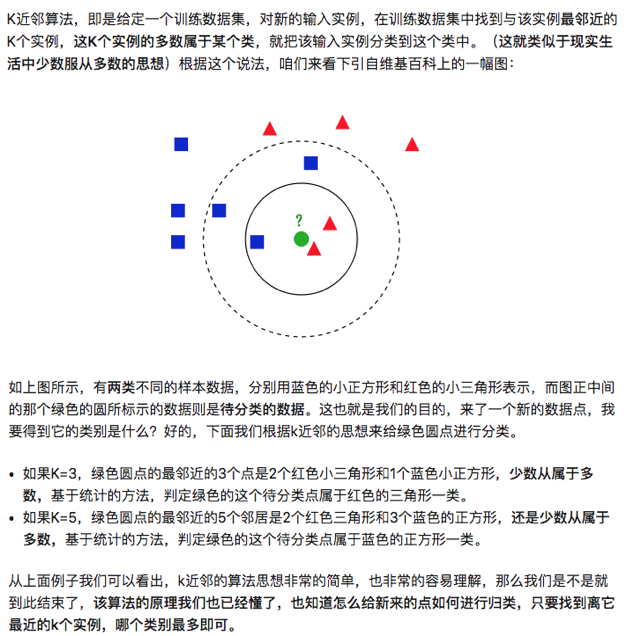 K近邻算法，即是给定一个训练数据集，对新的输入实例，在训练数据集中找到与该实例最邻近的
K个实例，这K个实例的多数属于某个类，就把该输入实例分类到这个类中。（这就类似于现实生
活中少数服从多数的思想）根据这个说法，咱们来看下引自维基百科上的一幅图：
?
如上图所示，有两类不同的样本数据，分别用蓝色的小正方形和红色的小三角形表示，而图正中间
的那个绿色的圆所标示的数据则是待分类的数据。这也就是我们的目的，来了一个新的数据点，我
要得到它的类别是什么？好的，下面我们根据k近邻的思想来给绿色圆点进行分类。
• 如果K=3，绿色圆点的最邻近的3个点是2个红色小三角形和1个蓝色小正方形，少数从属于多
数，基于统计的方法，判定绿色的这个待分类点属于红色的三角形一类。
• 如果K=5，绿色圆点的最邻近的5个邻居是2个红色三角形和3个蓝色的正方形，还是少数从属于
多数，基于统计的方法，判定绿色的这个待分类点属于蓝色的正方形一类。
从上面例子我们可以看出，k近邻的算法思想非常的简单，也非常的容易理解，那么我们是不是就
到此结束了，该算法的原理我们也已经懂了，也知道怎么给新来的点如何进行归类，只要找到离它
最近的k个实例，哪个类别最多即可。